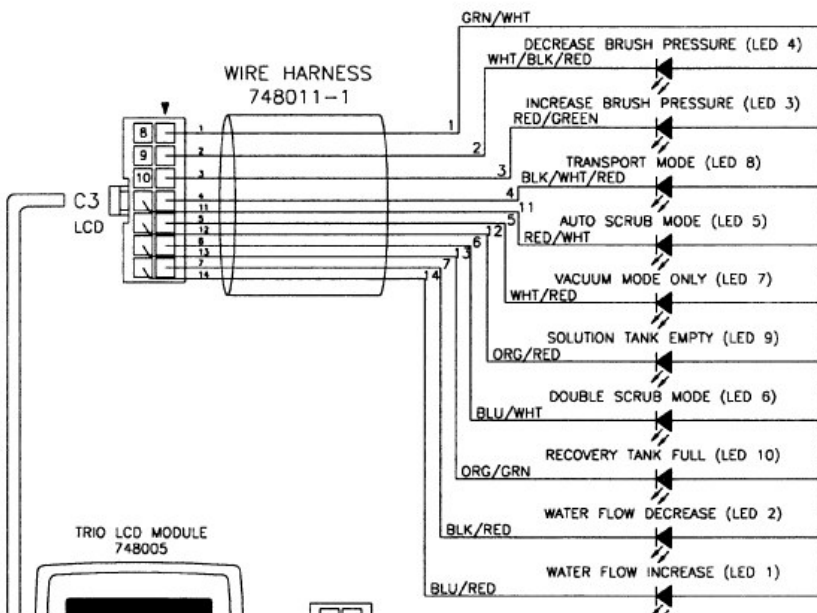 GRN/WHT
DECREASE BRUSH PRESSURE (LED 4)
WHT/BLK/RED
WIRE HARNESS
748011-1
INCREASE BRUSH PRESSURE (LED 3)
RED/GREEN
8 1 1
9 2 2
10 3 3
TRANSPORT MODE (LED 8)
BLK/WHT/RED
4 4
C3
LCD
11 11
5 5
12 12
AUTO SCRUB MODE (LED 5)
RED/WHT
6 6
13 13
7 7
14 14
VACUUM MODE ONLY (LED 7)
WHT/RED
SOLUTION TANK EMPTY (LED 9)
ORG/RED
DOUBLE SCRUB MODE (LED 6)
BLU/WHT
RECOVERY TANK FULL (LED 10)
ORG/GRN
WATER FLOW DECREASE (LED 2)
BLK/RED
TRIO LCD MODULE
748005
WATER FLOW INCREASE (LED 1)
BLU/RED